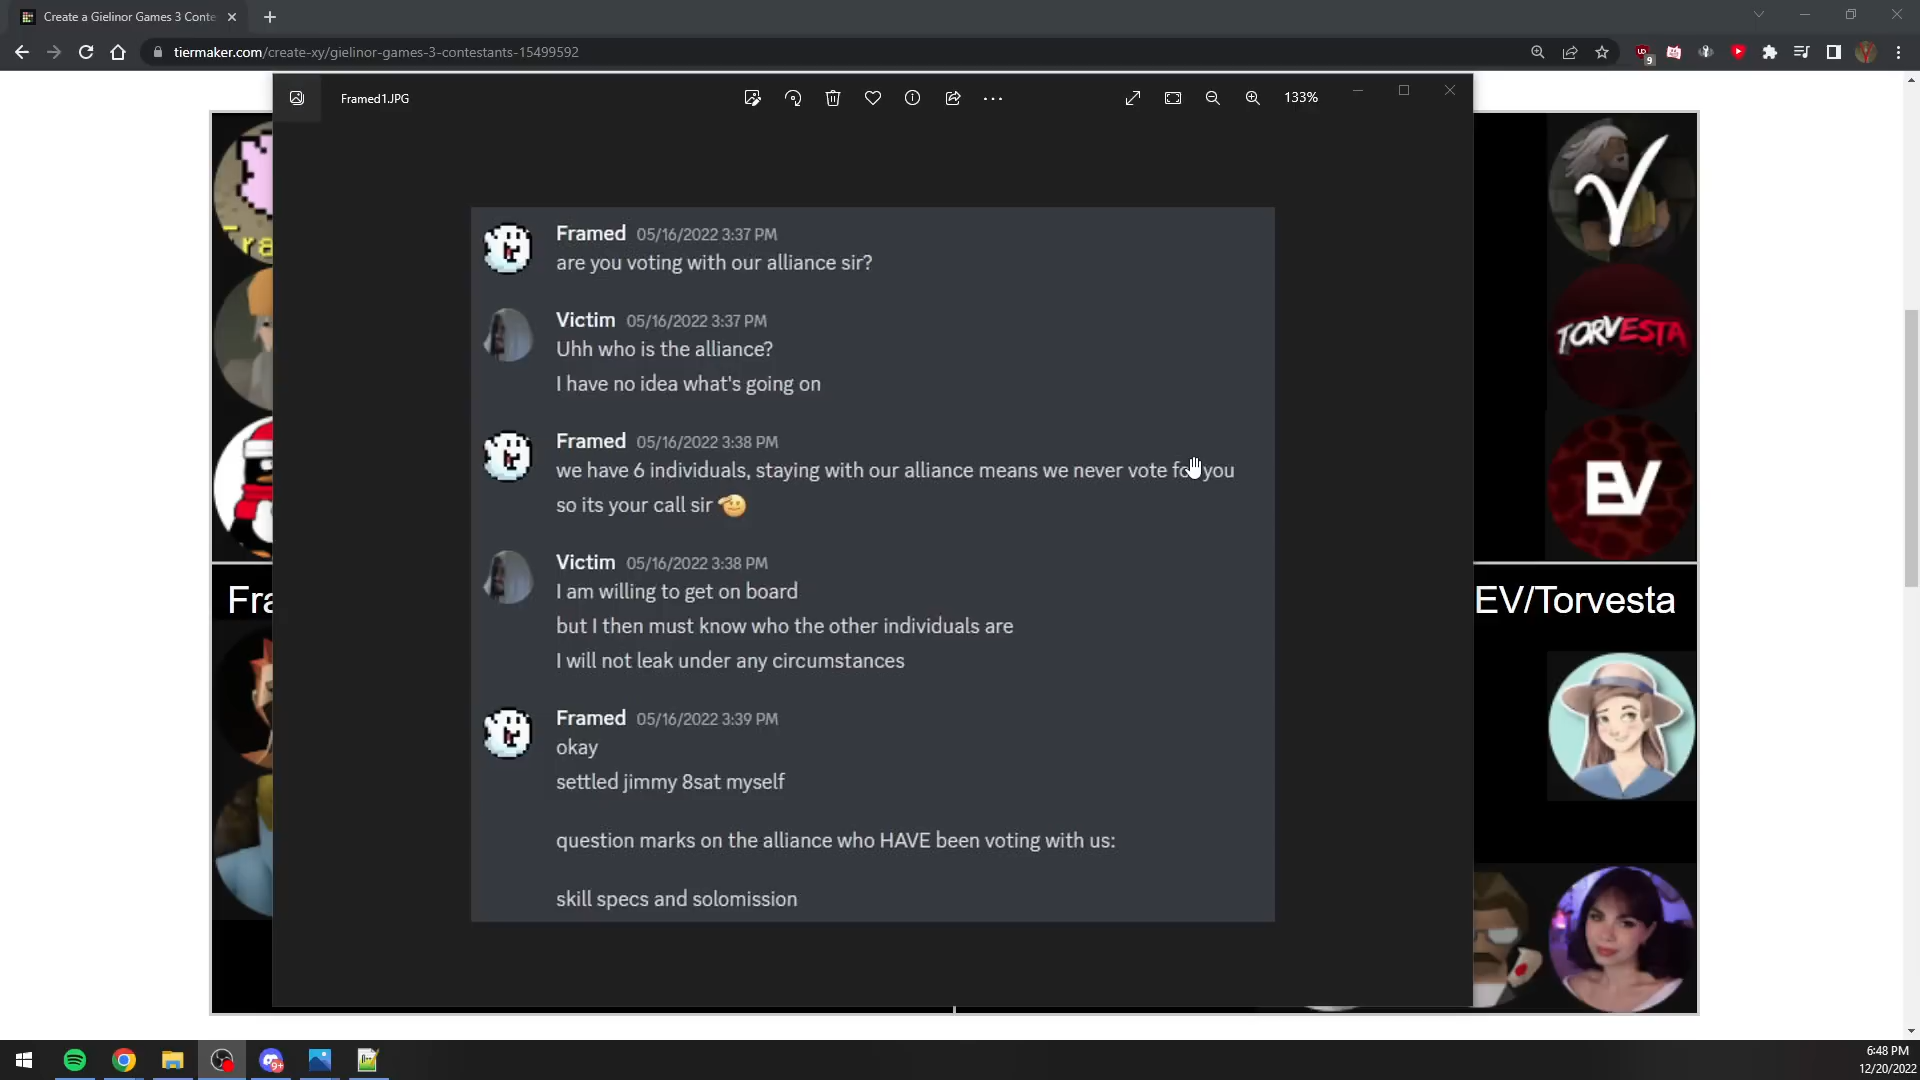 Create a Gielinor Games 3 Conte
tiermaker.com/create-xy/gielinor-games-3-contestants-15499592
9
Framed1.JPG
133%
Framed 05/16/2022 3:37 PM
are you voting with our alliance sir?
Victim 05/16/2022 3:37 PM
Uhh who is the alliance?
I have no idea what's going on
Framed 05/16/2022 3:38 PM
we have 6 individuals, staying with our alliance means we never vote for you
so its your call sir
Victim 05/16/2022 3:38 PM
I am willing to get on board
but I then must know who the other individuals are
I will not leak under any circumstances
Framed 05/16/2022 3:39 PM
okay
settled jimmy 8sat myself
question marks on the alliance who HAVE been voting with us:
skill specs and solomission
TORVESTA
EV
Fra
EV/Torvesta
9+
6:48 PM
12/20/2022